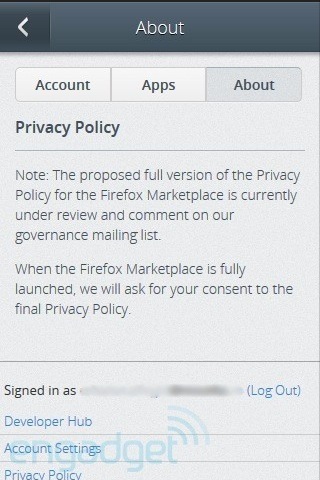 About
Account Apps About
Privacy Policy
Note: The proposed full version of the Privacy
Policy for the Firefox Marketplace is currently
under review and comment on our
governance mailing list.
When the Firefox Marketplace is fully
launched, we will ask for your consent to the
final Privacy Policy.
Signed in as (Log Out)
Developer Hub
engadget
Account Settings
Privacy Policy